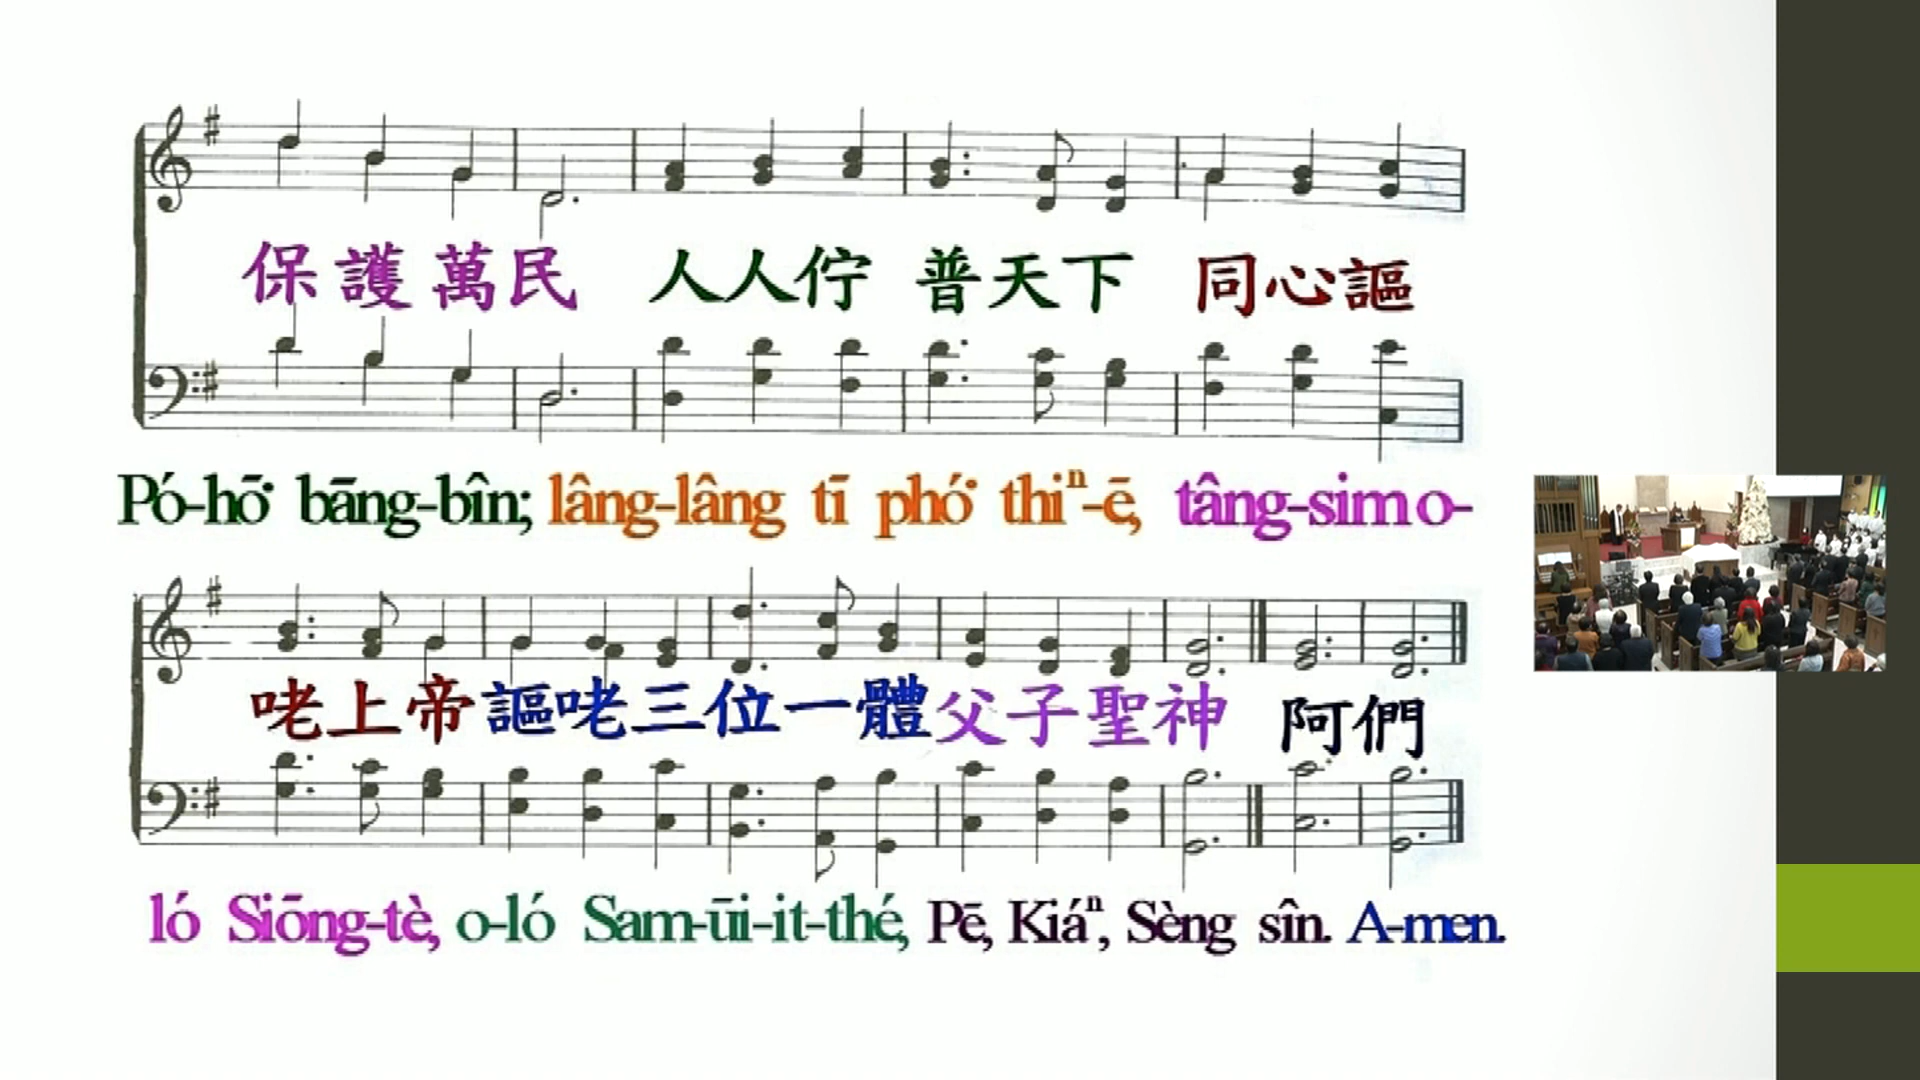 保護萬民 人人佇 普天下 同心謳
Pó-hō͘ bāng-bîn; lâng-lâng tī phó͘ thiⁿ-ē, tâng-sim o-
咾上帝 謳咾三位一體 父子聖神 阿們
ló Siōng-tè, o-ló Sam-ūi-it-thé, Pē, Kiáⁿ, Sèng sîn. A-men.